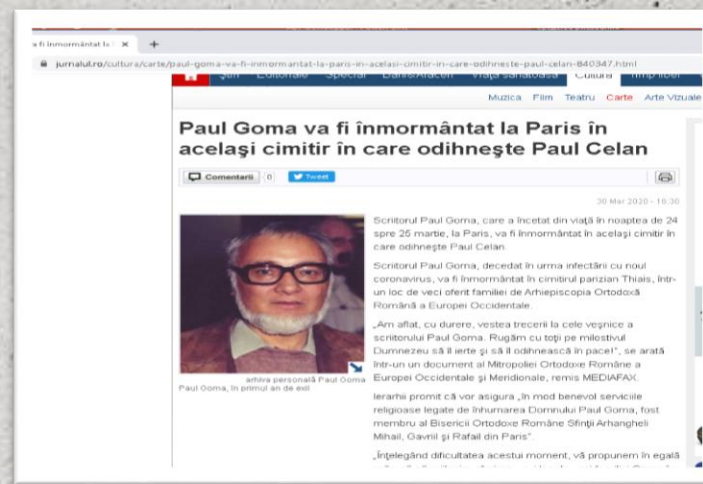 a fi înmormântat la
jurnalul.ro/cultura/carte/paul-goma-va-fi-inmormantat-la-paris-in-acelasi-cimitir-in-care-odihneste-paul-celan-840347.html
Știri Editoriale Special Viaţa sănătoasă Cultura Timp liber
Muzica Film Teatru Carte Arte Vizuale
Paul Goma va fi înmormântat la Paris în
acelaşi cimitir în care odihneşte Paul Celan
Comentarii 0 Tweet
30 Mar 2020 - 16:30
Scriitorul Paul Goma, care a încetat din viaţă în noaptea de 24
spre 25 martie, la Paris, va fi înmormântat în acelaşi cimitir în
care odihneşte Paul Celan.
Scriitorul Paul Goma, decedat în urma infectării cu noul
coronavirus, va fi înmormântat în cimitirul parizian Thiais, într-
un loc de veci oferit familiei de Arhiepiscopia Ortodoxă
Română a Europei Occidentale.
„Am aflat, cu durere, vestea trecerii la cele veşnice a
scriitorului Paul Goma. Rugăm cu toţii pe milestivul
Dumnezeu să îl ierte şi să îl odihnească în pace!”, se arată
într-un un document al Mitropoliei Ortodoxe Române a
Europei Occidentale şi Meridionale, remis MEDIAFAX.
arhiva personală Paul Goma
Paul Goma, în primul an de exil
Ierarhii promit că vor asigura „în mod benevol serviciile
religioase legate de înhumarea Domnului Paul Goma, fost
membru al Bisericii Ortodoxe Române Sfinţii Arhangheli
Mihail, Gavriil şi Rafail din Paris”.
„Înţelegând dificultatea acestui moment, vă propunem în egală